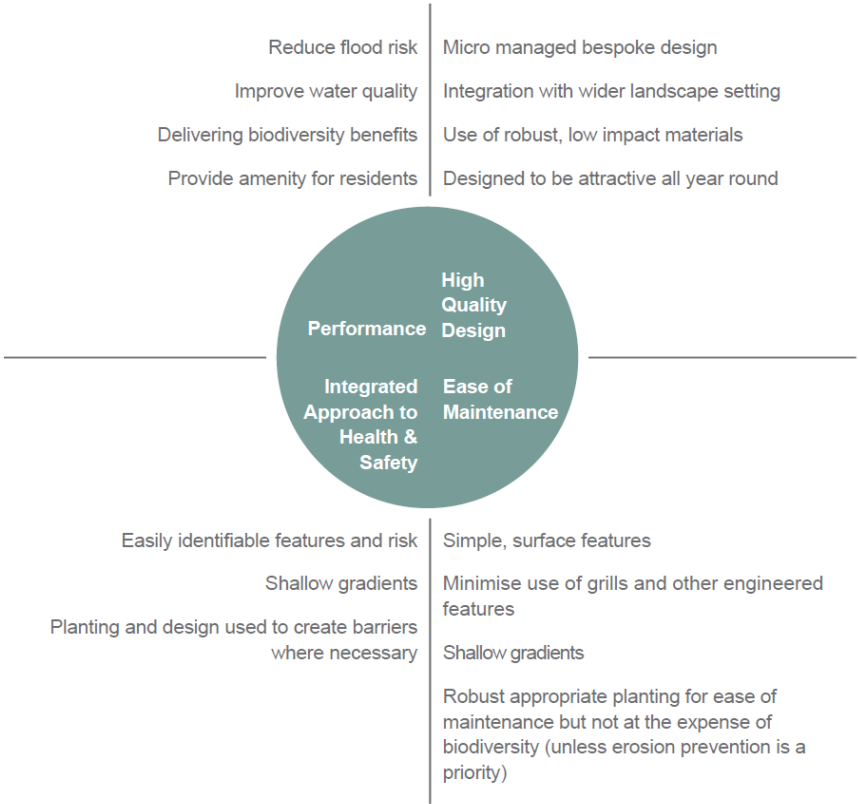 Reduce flood risk
Improve water quality
Delivering biodiversity benefits
Provide amenity for residents
Micro managed bespoke design
Integration with wider landscape setting
Use of robust, low impact materials
Designed to be attractive all year round
Performance
High
Quality
Design
Integrated
Approach to
Health &
Safety
Ease of
Maintenance
Easily identifiable features and risk
Shallow gradients
Planting and design used to create barriers
where necessary
Simple, surface features
Minimise use of grills and other engineered
features
Shallow gradients
Robust appropriate planting for ease of
maintenance but not at the expense of
biodiversity (unless erosion prevention is a
priority)